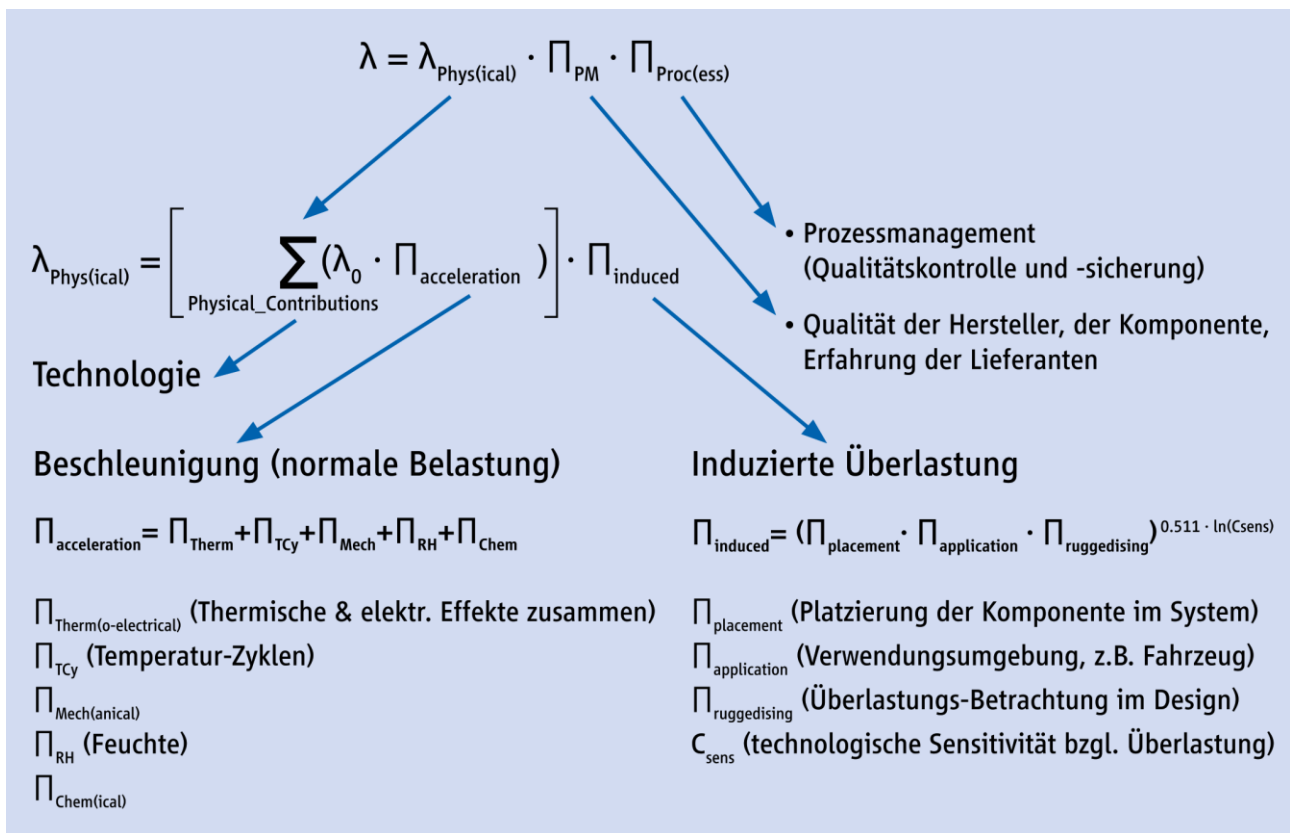 λ = λPhys(ical) · ∏PM · ∏Proc(ess)
λPhys(ical) = [ ∑(λ0 · ∏acceleration ) ] · ∏induced
Physical_Contributions
• Prozessmanagement
(Qualitätskontrolle und -sicherung)
• Qualität der Hersteller, der Komponente,
Erfahrung der Lieferanten
Technologie
Beschleunigung (normale Belastung)
∏acceleration= ∏Therm+∏TCy+∏Mech+∏RH+∏Chem
∏Therm(o-electrical) (Thermische & elektr. Effekte zusammen)
∏TCy (Temperatur-Zyklen)
∏Mech(anical)
∏RH (Feuchte)
∏Chem(ical)
Induzierte Überlastung
∏induced= (∏placement· ∏application · ∏ruggedising)0.511 · ln(Csens)
∏placement (Platzierung der Komponente im System)
∏application (Verwendungsumgebung, z.B. Fahrzeug)
∏ruggedising (Überlastungs-Betrachtung im Design)
Csens (technologische Sensitivität bzgl. Überlastung)